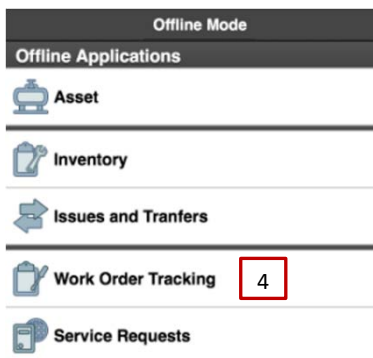 Offline Mode
Offline Applications
Asset
Inventory
Issues and Tranfers
Work Order Tracking 4
Service Requests